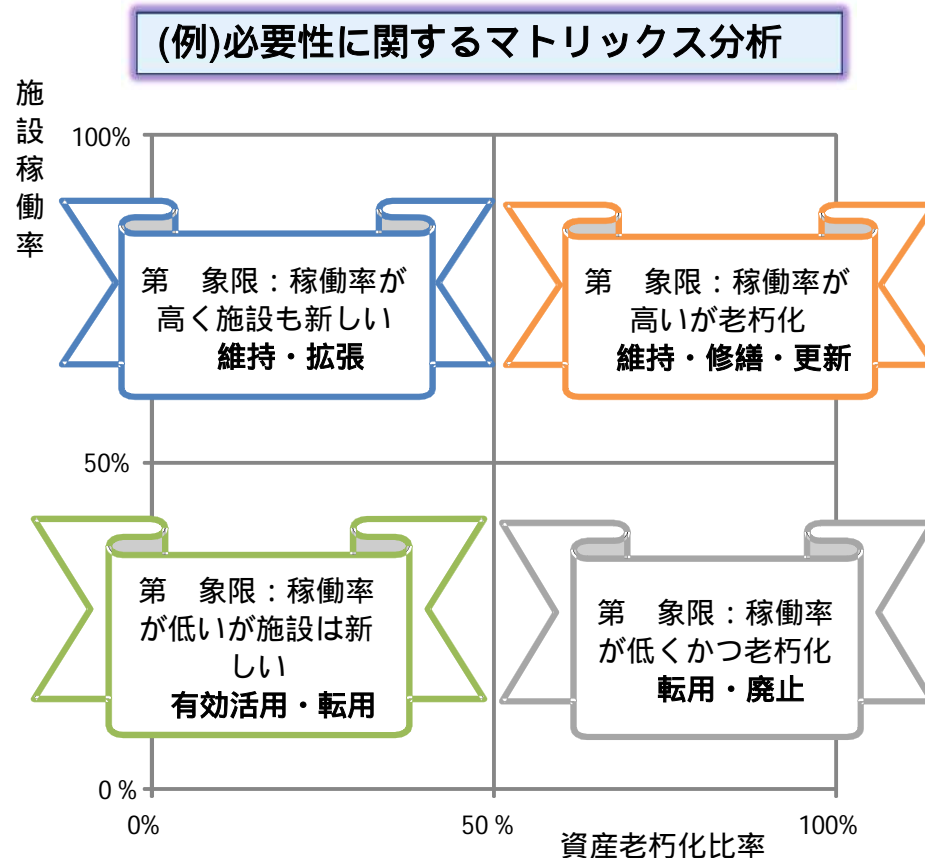 (例)必要性に関するマトリックス分析
施設稼働率
100%
第　象限：稼働率が
高く施設も新しい
維持・拡張
第　象限：稼働率が
高いが老朽化
維持・修繕・更新
50%
第　象限：稼働率
が低いが施設は新
しい
有効活用・転用
第　象限：稼働率
が低くかつ老朽化
転用・廃止
0 %
0%
50 %
100%
資産老朽化比率